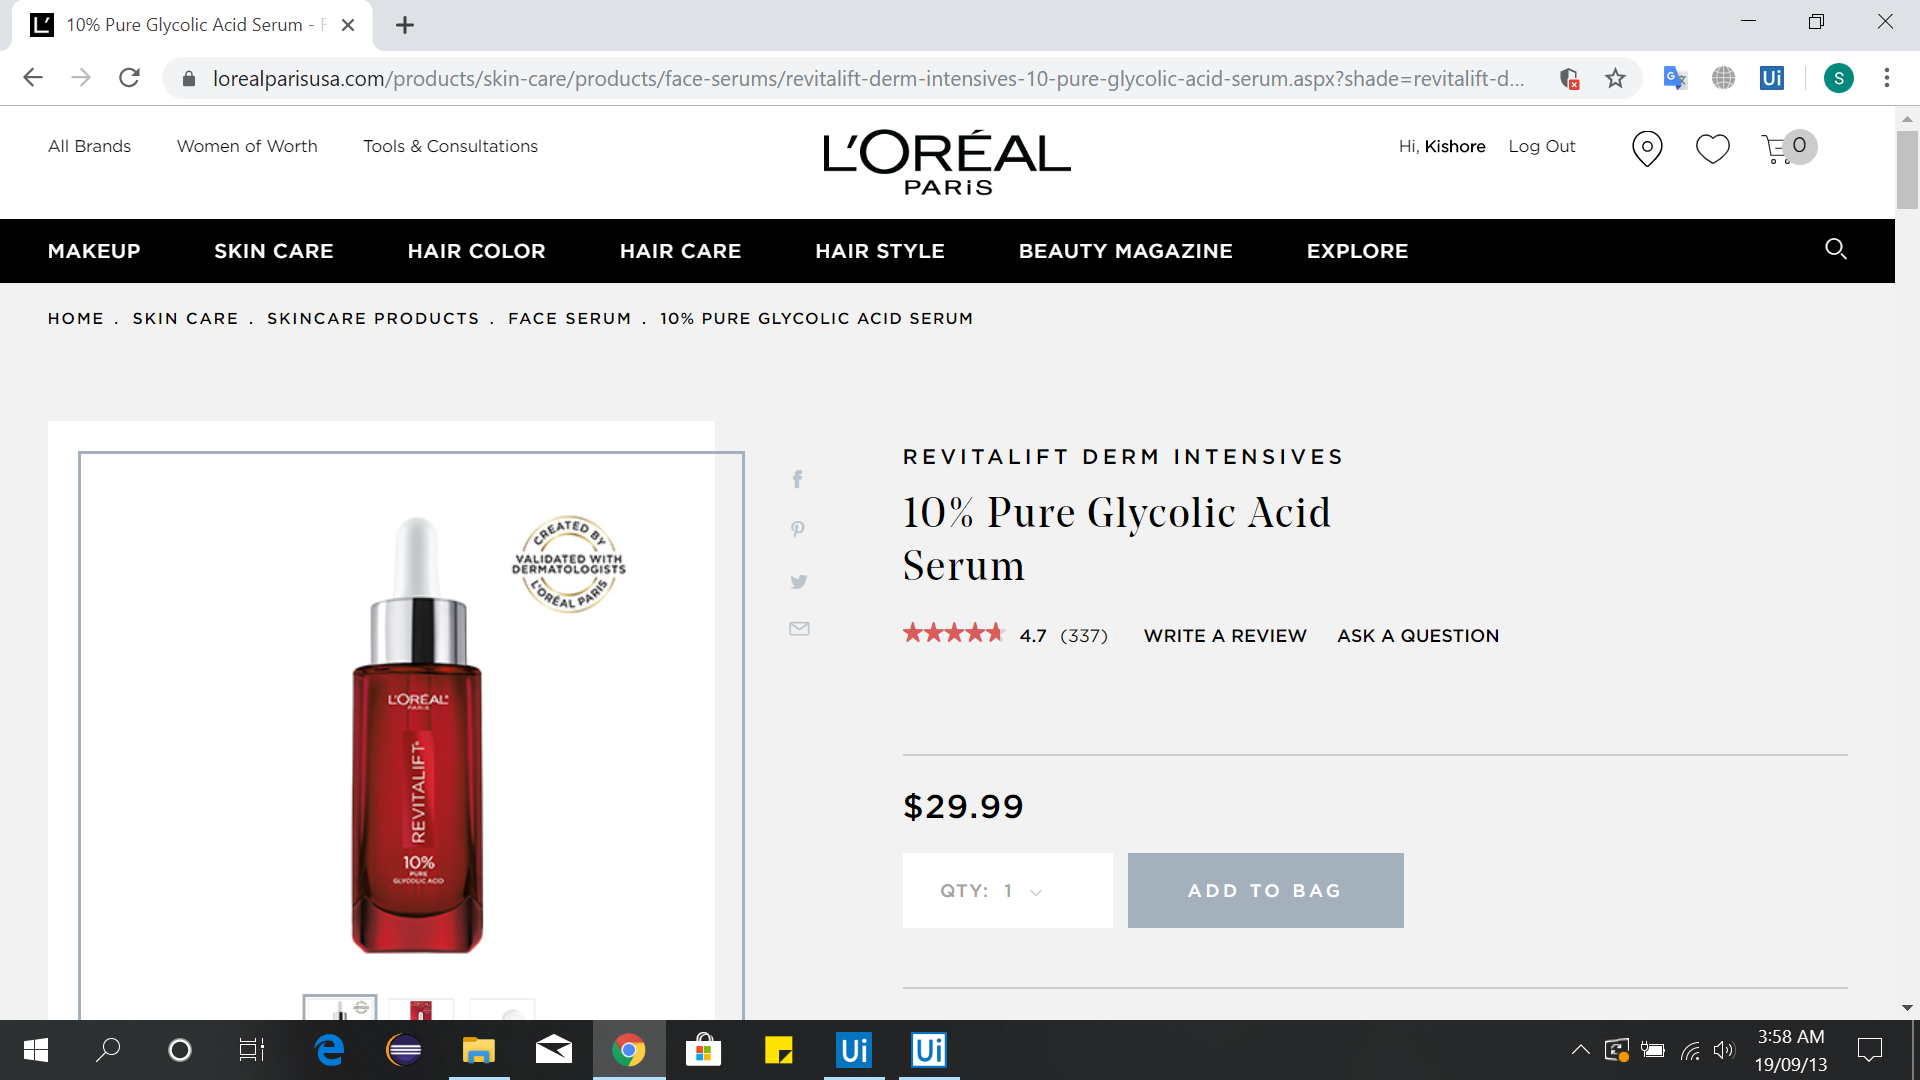 10% Pure Glycolic Acid Serum -
lorealparisusa.com/products/skin-care/products/face-serums/revitalift-derm-intensives-10-pure-glycolic-acid-serum.aspx?shade=revitalift-d...
Ui
S
All Brands
Women of Worth
Tools & Consultations
L'ORÉAL
PARiS
Hi, Kishore
Log Out
0
MAKEUP
SKIN CARE
HAIR COLOR
HAIR CARE
HAIR STYLE
BEAUTY MAGAZINE
EXPLORE
HOME . SKIN CARE . SKINCARE PRODUCTS . FACE SERUM . 10% PURE GLYCOLIC ACID SERUM
CREATED BY
VALIDATED WITH
DERMATOLOGISTS
L'ORÉAL PARIS
L'ORÉAL
PARIS
REVITALIFT
10%
PURE
GLYCOLIC ACID
REVITALIFT DERM INTENSIVES
10% Pure Glycolic Acid
Serum
4.7 (337)
WRITE A REVIEW
ASK A QUESTION
$29.99
QTY: 1
ADD TO BAG
Ui
Ui
3:58 AM
19/09/13